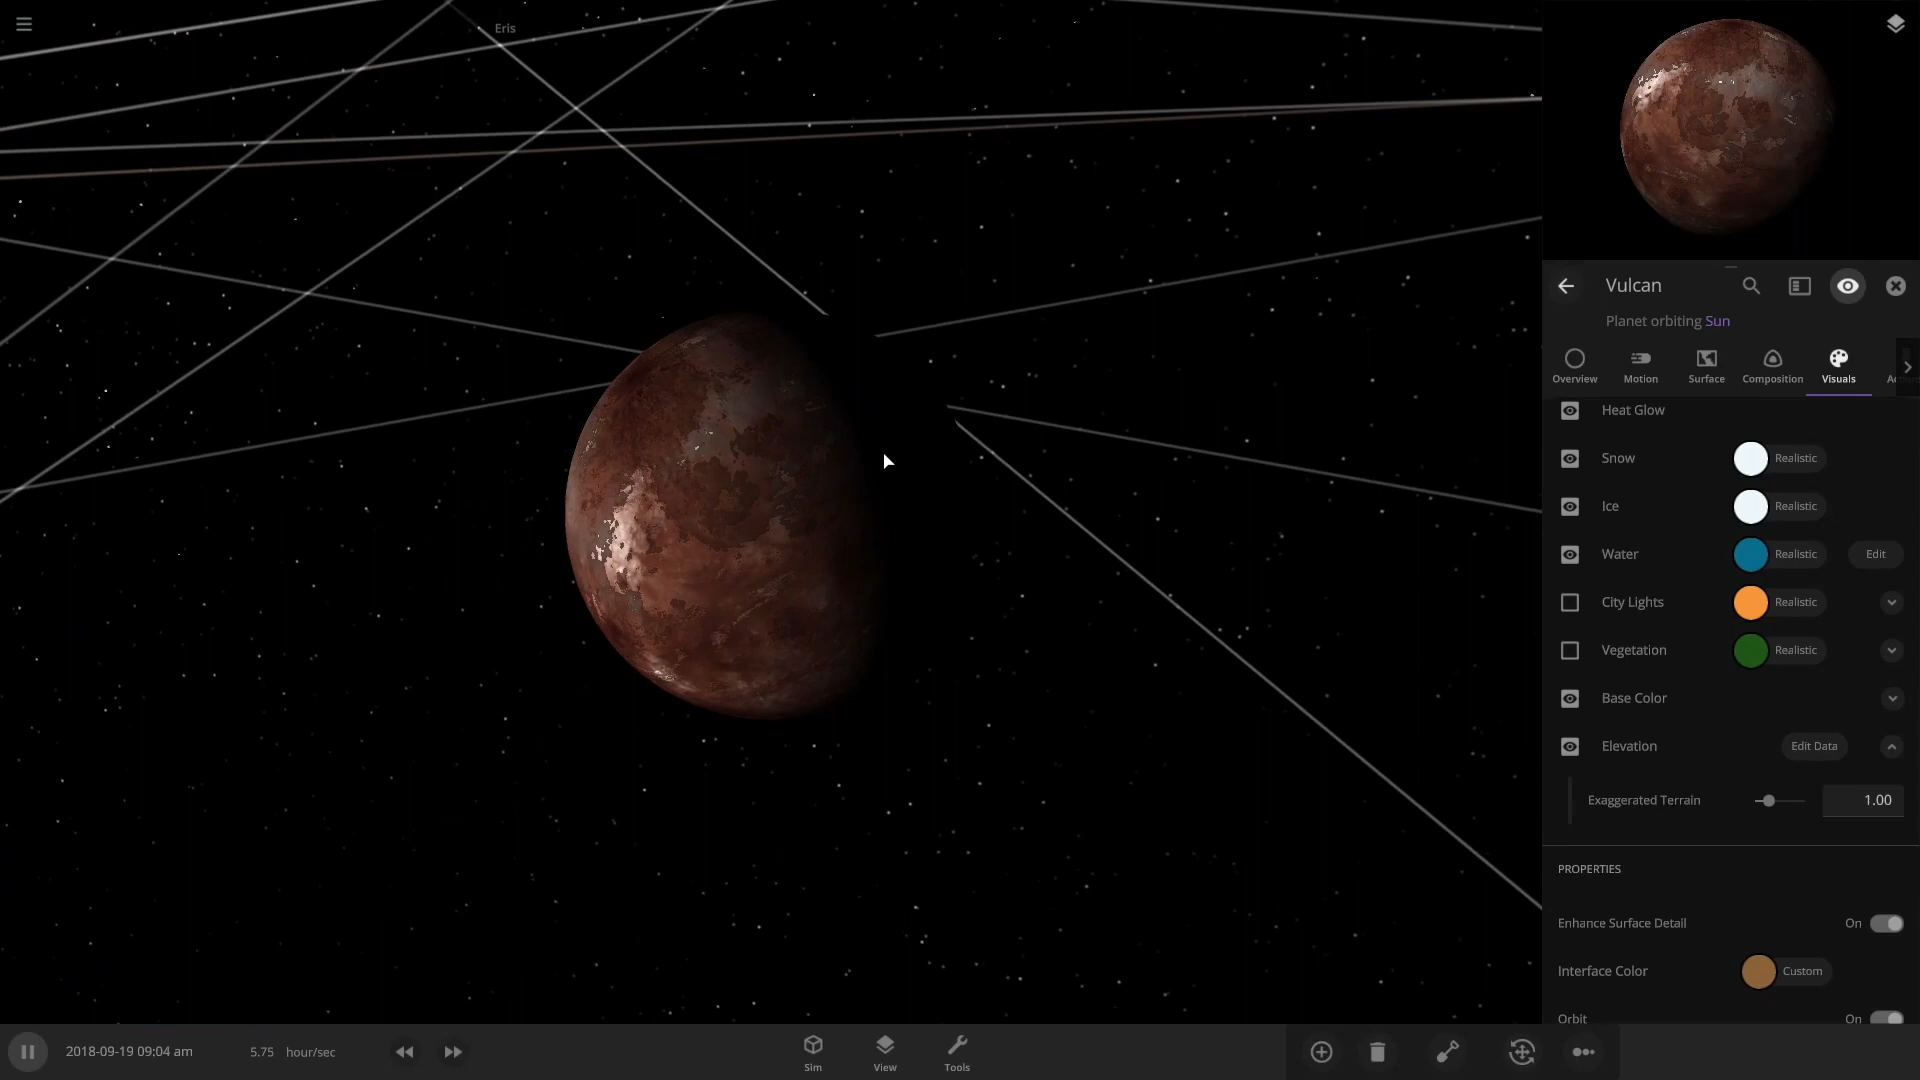 Eris
Vulcan
Planet orbiting Sun
Overview
Motion
Surface
Composition
Visuals
Heat Glow
Snow Realistic
Ice Realistic
Water Realistic Edit
City Lights Realistic
Vegetation Realistic
Base Color
Elevation Edit Data
Exaggerated Terrain 1.00
PROPERTIES
Enhance Surface Detail On
Interface Color Custom
Orbit On
2018-09-19 09:04 am 5.75 hour/sec
Sim
View
Tools